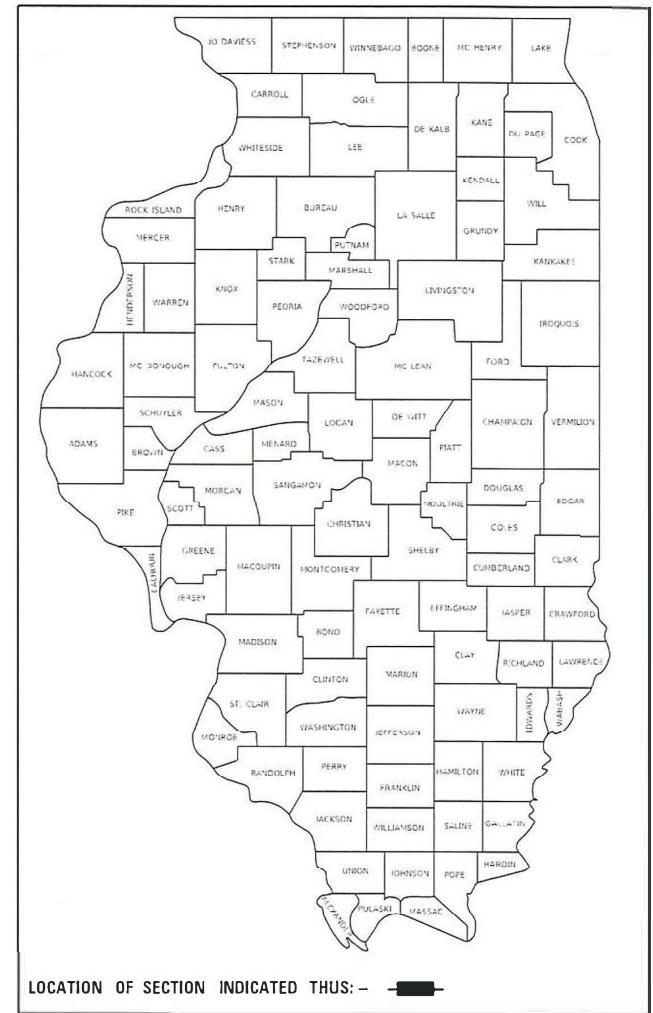 JO DAVIESS
STEPHENSON
WINNEBAGO
BOONE
MC HENRY
LAKE
CARROLL
OGLE
DE KALB
KANE
DU PAGE
COOK
WHITESIDE
LEE
KENDALL
ROCK ISLAND
HENRY
BUREAU
LA SALLE
WILL
GRUNDY
MERCER
PUTNAM
STARK
MARSHALL
KANKAKEE
HENDERSON
WARREN
KNOX
PEORIA
WOODFORD
LIVINGSTON
IROQUOIS
HANCOCK
MC DONOUGH
FULTON
TAZEWELL
MC LEAN
FORD
SCHUYLER
MASON
LOGAN
DE WITT
CHAMPAIGN
VERMILION
ADAMS
BROWN
CASS
MENARD
PIATT
MACON
PIKE
SCOTT
MORGAN
SANGAMON
CHRISTIAN
MOULTRIE
DOUGLAS
EDGAR
COLES
CALHOUN
GREENE
MACOUPIN
MONTGOMERY
SHELBY
CUMBERLAND
CLARK
JERSEY
FAYETTE
EFFINGHAM
JASPER
CRAWFORD
MADISON
BOND
CLAY
RICHLAND
LAWRENCE
CLINTON
MARION
ST. CLAIR
WAYNE
EDWARDS
WABASH
MONROE
WASHINGTON
JEFFERSON
RANDOLPH
PERRY
HAMILTON
WHITE
FRANKLIN
JACKSON
WILLIAMSON
SALINE
GALLATIN
UNION
JOHNSON
POPE
HARDIN
ALEXANDER
PULASKI
MASSAC
LOCATION OF SECTION INDICATED THUS: –